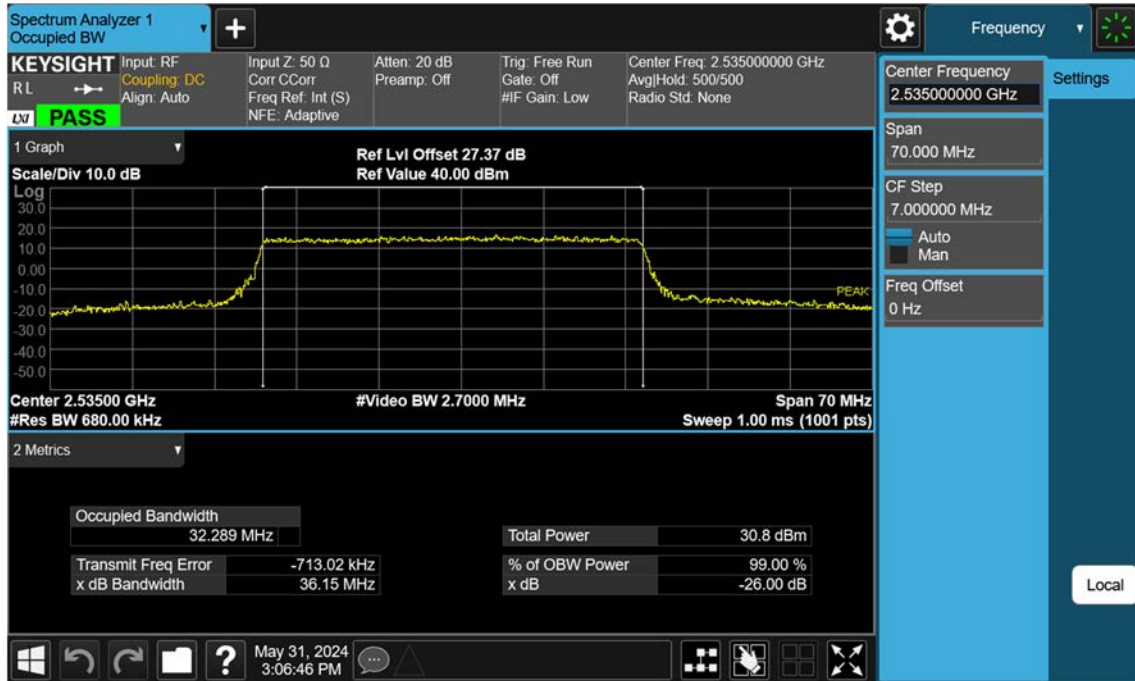 Spectrum Analyzer 1
Occupied BW
+
Frequency
KEYSIGHT
R L
LXI
PASS
Input: RF
Coupling: DC
Align: Auto
Input Z: 50 Ω
Corr CCorr
Freq Ref: Int (S)
NFE: Adaptive
Atten: 20 dB
Preamp: Off
Trig: Free Run
Gate: Off
#IF Gain: Low
Center Freq: 2.535000000 GHz
Avg|Hold: 500/500
Radio Std: None
1 Graph
Scale/Div 10.0 dB
Ref Lvl Offset 27.37 dB
Ref Value 40.00 dBm
Log
30.0
20.0
10.0
0.00
-10.0
-20.0
-30.0
-40.0
-50.0
PEAK
Center 2.53500 GHz
#Video BW 2.7000 MHz
Span 70 MHz
#Res BW 680.00 kHz
Sweep 1.00 ms (1001 pts)
2 Metrics
Occupied Bandwidth
32.289 MHz
Total Power 30.8 dBm
Transmit Freq Error -713.02 kHz
% of OBW Power 99.00 %
x dB Bandwidth 36.15 MHz
x dB -26.00 dB
?
May 31, 2024
3:06:46 PM
Center Frequency
2.535000000 GHz
Settings
Span
70.000 MHz
CF Step
7.000000 MHz
Auto
Man
Freq Offset
0 Hz
Local